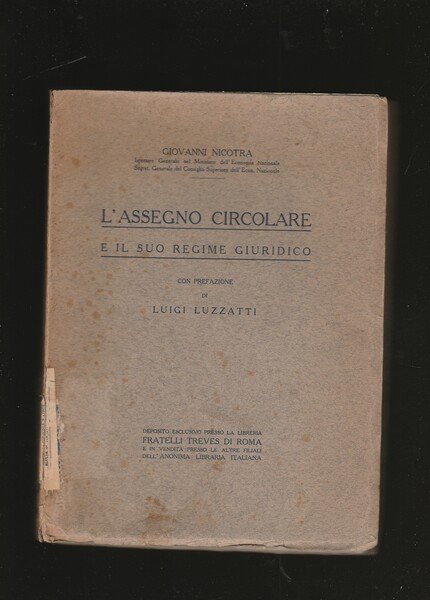 GIOVANNI NICOTRA
Ispettore Generale nel Ministero dell'Economia Nazionale
Segret. Generale del Consiglio Superiore dell'Econ. Nazionale
L'ASSEGNO CIRCOLARE
E IL SUO REGIME GIURIDICO
CON PREFAZIONE
DI
LUIGI LUZZATTI
DEPOSITO ESCLUSIVO PRESSO LA LIBRERIA
FRATELLI TREVES DI ROMA
E IN VENDITA PRESSO LE ALTRE FILIALI
DELL'ANONIMA LIBRARIA ITALIANA